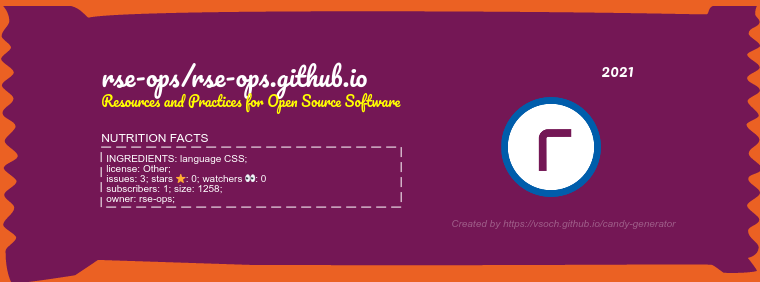 rse-ops/rse-ops.github.io
Resources and Practices for Open Source Software
2021
NUTRITION FACTS
INGREDIENTS: language CSS;
license: Other;
issues: 3; stars ⭐: 0; watchers 👀: 0
subscribers: 1; size: 1258;
owner: rse-ops;
r
Created by https://vsoch.github.io/candy-generator